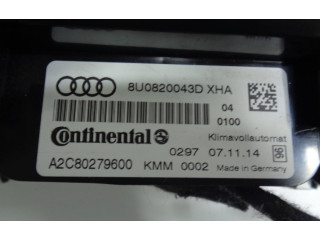 8U0820043D XHA
04
0100
Continental
Klimavollautomat
0297 07.11.14
A2C80279600 KMM 0002 Made in Germany